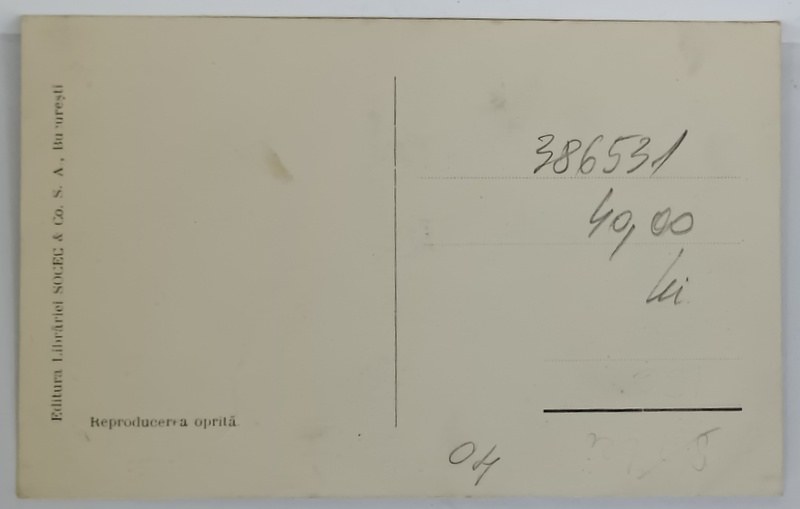 Editura Librăriei SOCEC & Co. S. A., București
Reproducerea oprită.
386531
40,00
lei
04